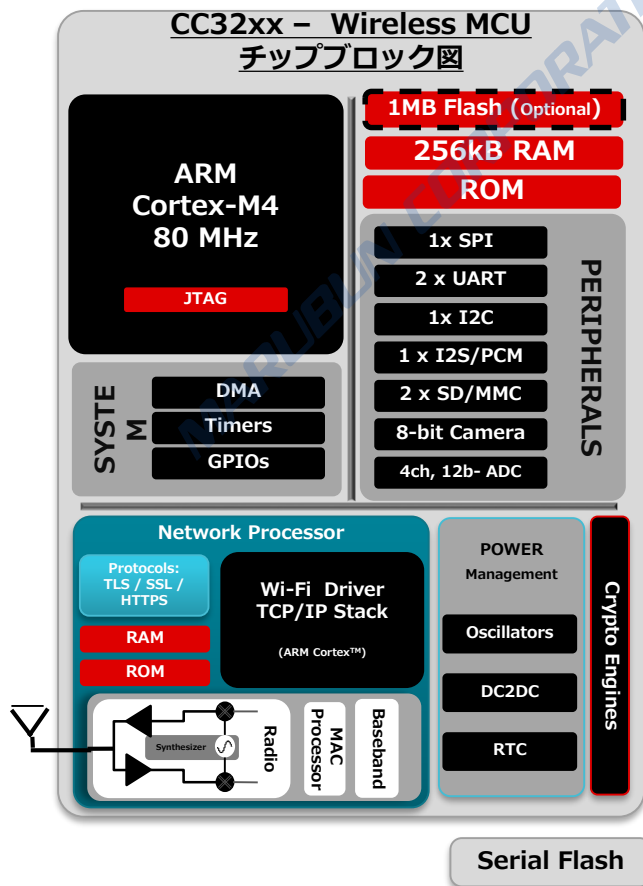 CC32xx – Wireless MCU
チップブロック図
ARM
Cortex-M4
80 MHz
JTAG
1MB Flash (Optional)
256kB RAM
ROM
1x SPI
2 x UART
1x I2C
1 x I2S/PCM
2 x SD/MMC
8-bit Camera
4ch, 12b- ADC
PERIPHERALS
SYSTE
M
DMA
Timers
GPIOs
Network Processor
Protocols:
TLS / SSL /
HTTPS
RAM
ROM
Wi-Fi Driver
TCP/IP Stack
(ARM Cortex™)
Synthesizer
Radio
MAC
Processor
Baseband
POWER
Management
Oscillators
DC2DC
RTC
Crypto Engines
Serial Flash
MARUBUN CORPORATI